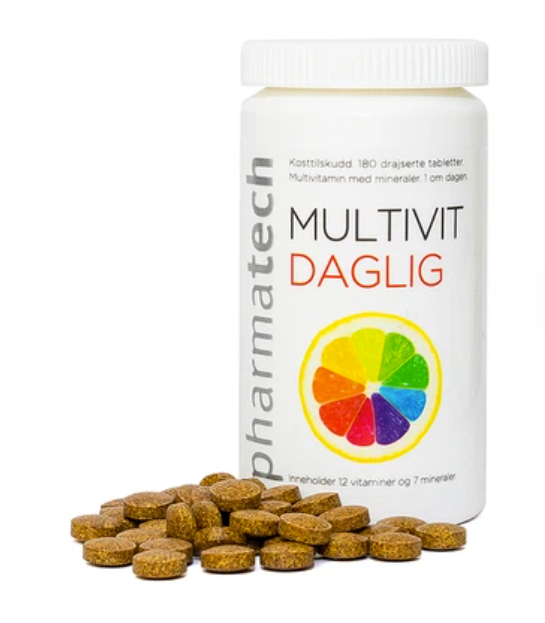 Kosttilskudd. 180 drajserte tabletter.
Multivitamin med mineraler. 1 om dagen.
MULTIVIT
DAGLIG
pharmatech
Inneholder 12 vitaminer og 7 mineraler.